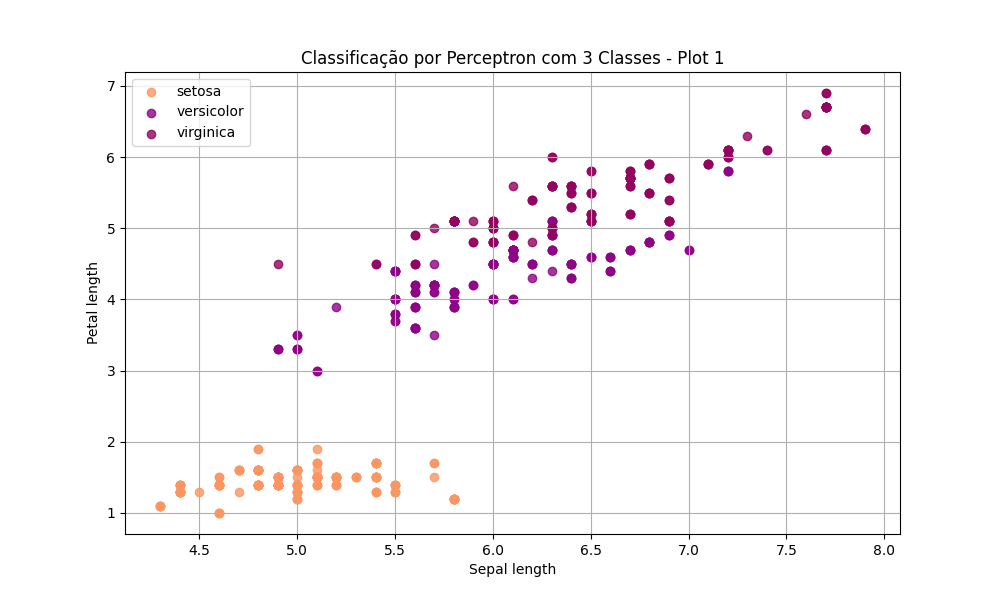 Classificação por Perceptron com 3 Classes - Plot 1
setosa
versicolor
virginica
Petal length
7
6
5
4
3
2
1
4.5 5.0 5.5 6.0 6.5 7.0 7.5 8.0
Sepal length